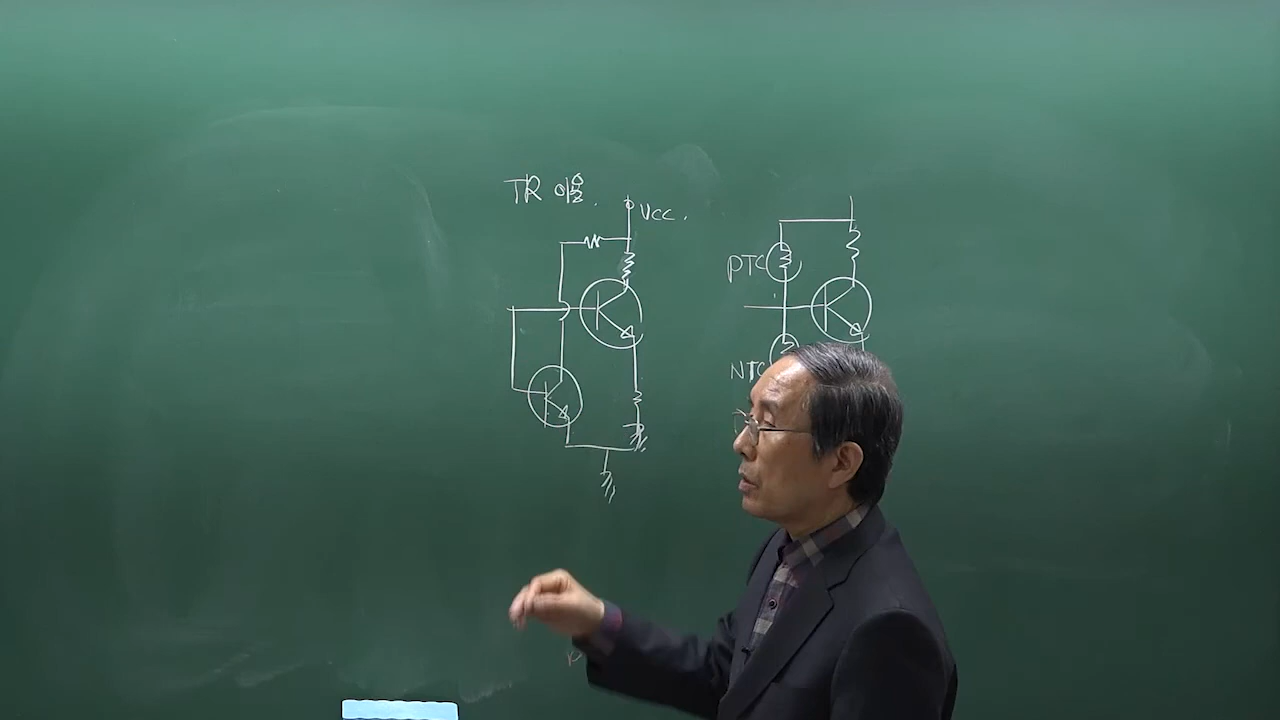 TR 이용.
VCC.
PTC
NTC